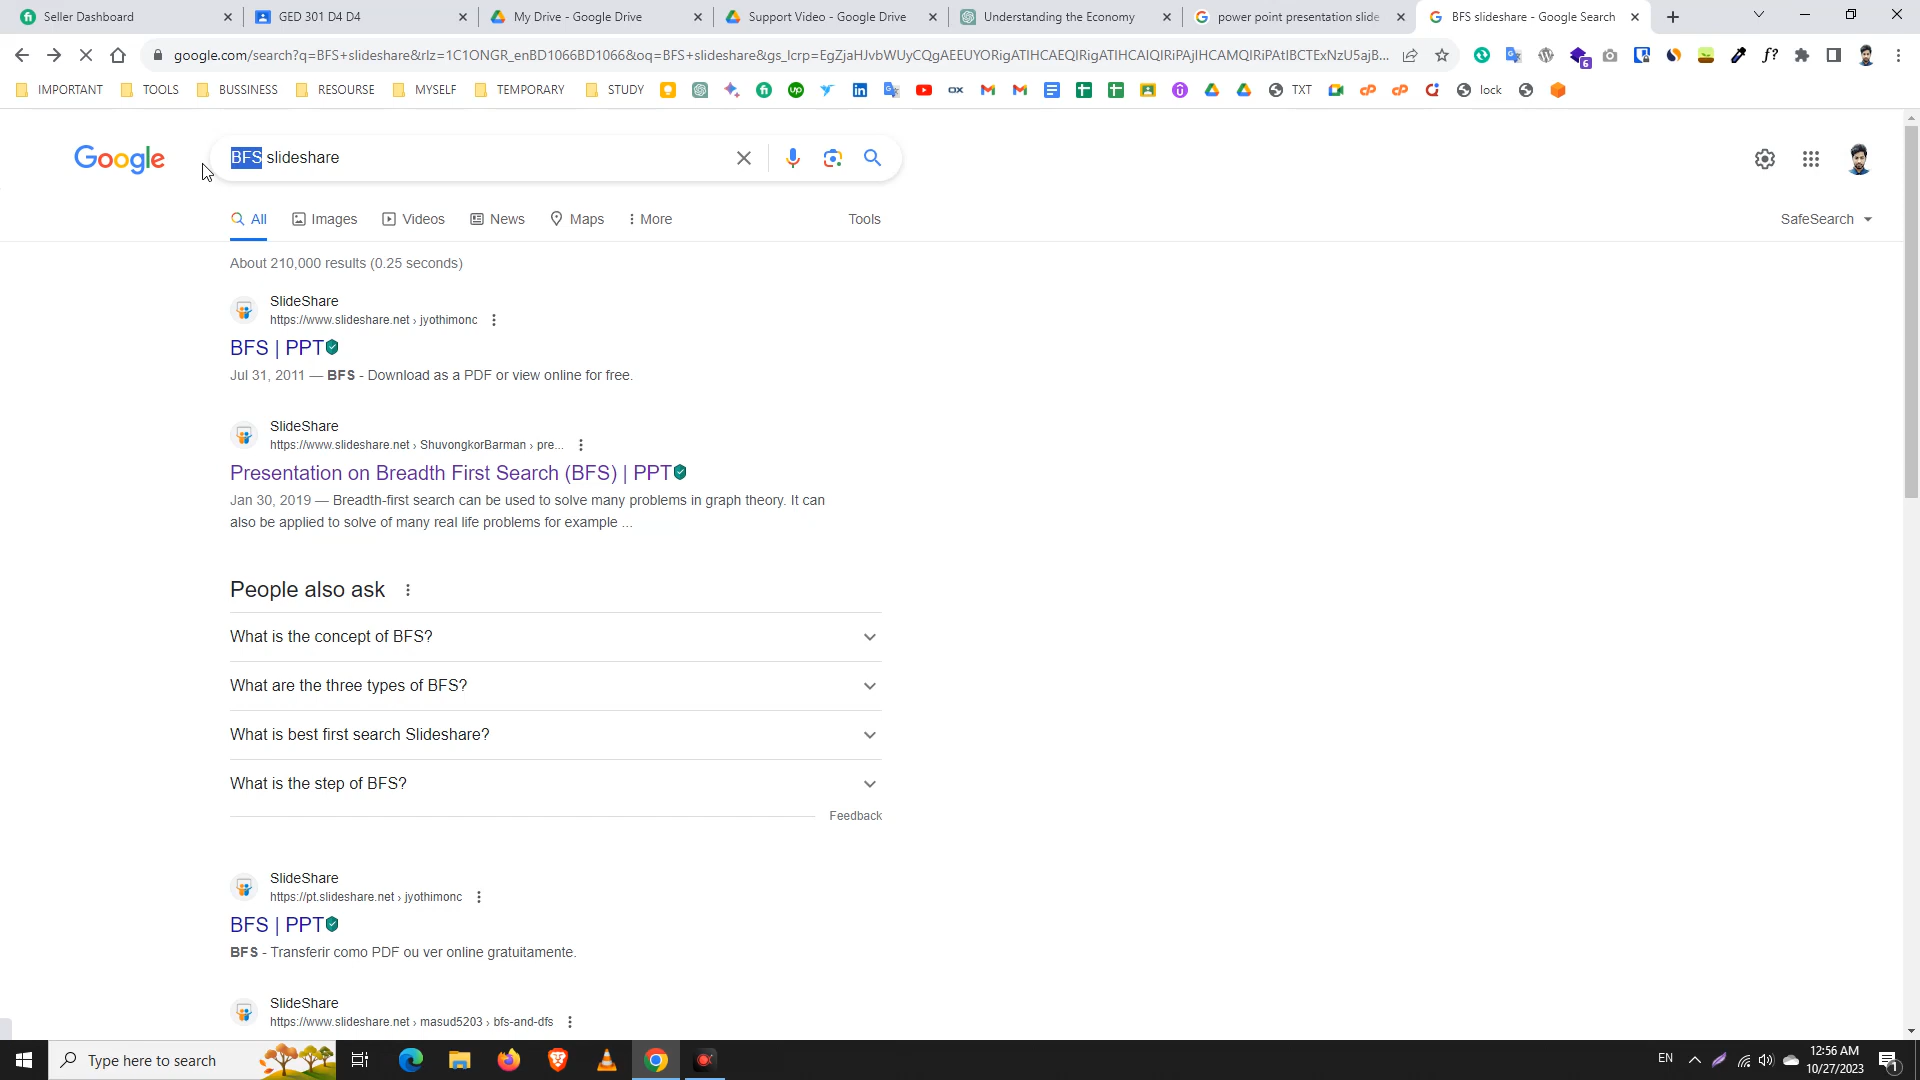 Seller Dashboard
GED 301 D4 D4
My Drive - Google Drive
Support Video - Google Drive
Understanding the Economy
power point presentation slide
BFS slideshare - Google Search
google.com/search?q=BFS+slideshare&rlz=1C1ONGR_enBD1066BD1066&oq=BFS+slideshare&gs_lcrp=EgZjaHJvbWUyCQgAEEUYORigATIHCAEQIRigATIHCAIQIRiPAjIHCAMQIRiPAtIBCTExNzU5ajB...
6
IMPORTANT
TOOLS
BUSSINESS
RESOURSE
MYSELF
TEMPORARY
STUDY
TXT
lock
Google
BFS slideshare
All
Images
Videos
News
Maps
More
Tools
SafeSearch
About 210,000 results (0.25 seconds)
SlideShare
https://www.slideshare.net › jyothimonc
BFS | PPT
Jul 31, 2011 — BFS - Download as a PDF or view online for free.
SlideShare
https://www.slideshare.net › ShuvongkorBarman › pre...
Presentation on Breadth First Search (BFS) | PPT
Jan 30, 2019 — Breadth-first search can be used to solve many problems in graph theory. It can
also be applied to solve of many real life problems for example ...
People also ask
What is the concept of BFS?
What are the three types of BFS?
What is best first search Slideshare?
What is the step of BFS?
Feedback
SlideShare
https://pt.slideshare.net › jyothimonc
BFS | PPT
BFS - Transferir como PDF ou ver online gratuitamente.
SlideShare
https://www.slideshare.net › masud5203 › bfs-and-dfs
Type here to search
EN
12:56 AM
10/27/2023
1